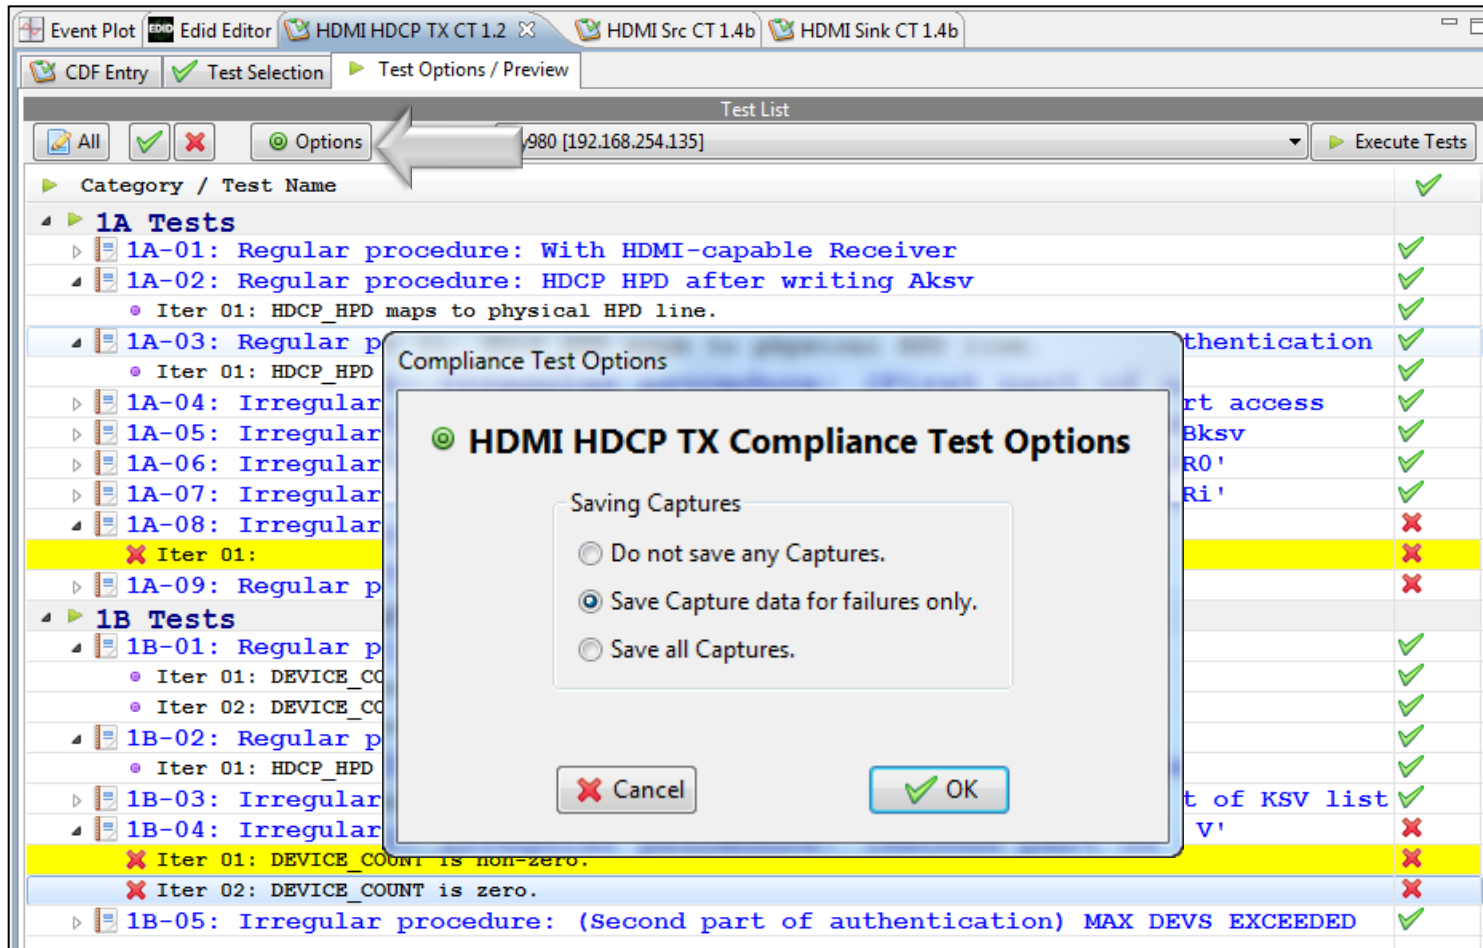 Event Plot EDID Edid Editor HDMI HDCP TX CT 1.2 HDMI Src CT 1.4b HDMI Sink CT 1.4b
CDF Entry Test Selection Test Options / Preview
Test List
All Options 980 [192.168.254.135] Execute Tests
Category / Test Name
1A Tests
1A-01: Regular procedure: With HDMI-capable Receiver
1A-02: Regular procedure: HDCP HPD after writing Aksv
Iter 01: HDCP_HPD maps to physical HPD line.
1A-03: Regular p thentication
Compliance Test Options
Iter 01: HDCP_HPD
1A-04: Irregular rt access
1A-05: Irregular Bksv
HDMI HDCP TX Compliance Test Options
1A-06: Irregular R0'
1A-07: Irregular Ri'
Saving Captures
1A-08: Irregular
Iter 01:
Do not save any Captures.
1A-09: Regular p
Save Capture data for failures only.
1B Tests
1B-01: Regular p
Save all Captures.
Iter 01: DEVICE_CO
Iter 02: DEVICE_CO
1B-02: Regular p
Iter 01: HDCP_HPD
Cancel OK
1B-03: Irregular t of KSV list
1B-04: Irregular V'
Iter 01: DEVICE_COUNT is non-zero.
Iter 02: DEVICE_COUNT is zero.
1B-05: Irregular procedure: (Second part of authentication) MAX DEVS EXCEEDED